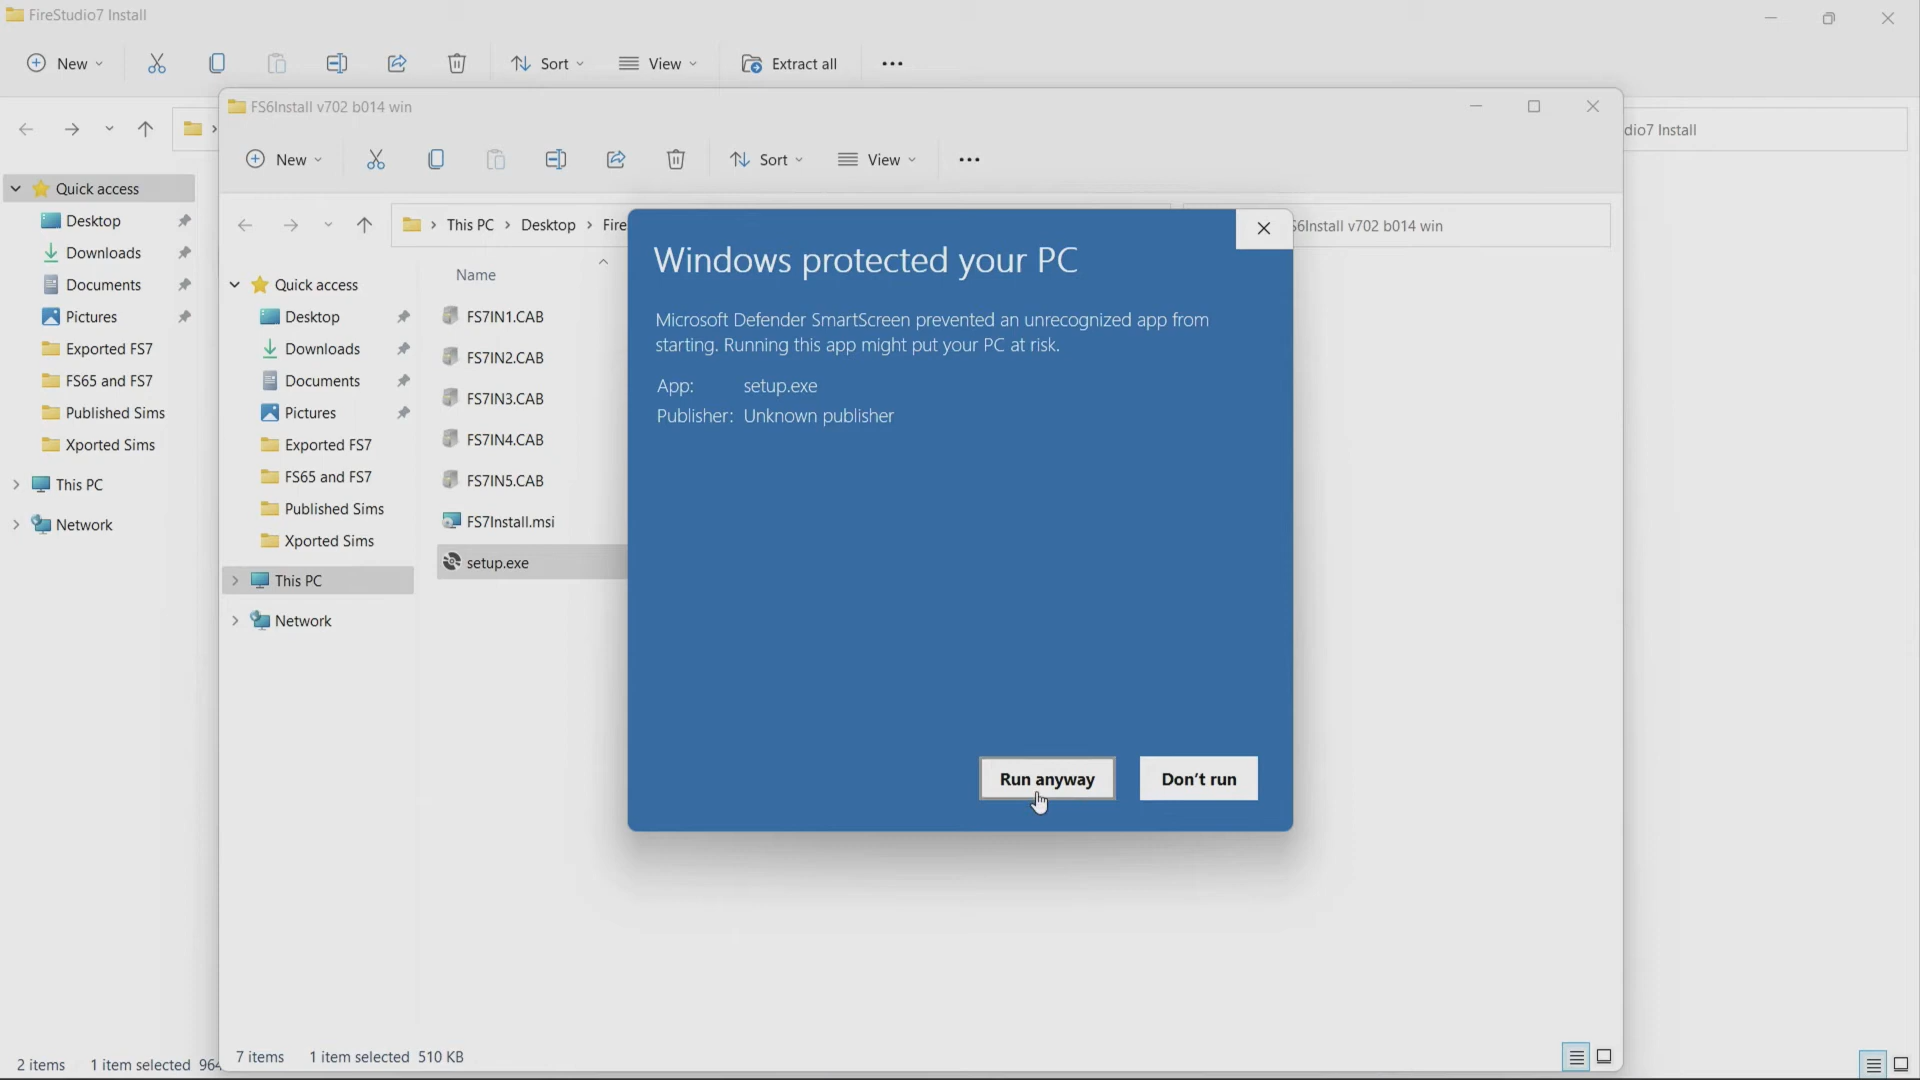 FireStudio7 Install
New
Sort
View
Extract all
FS6Install v702 b014 win
dio7 Install
New
Sort
View
This PC
Desktop
Fire
S6Install v702 b014 win
Quick access
Desktop
Downloads
Documents
Pictures
Exported FS7
FS65 and FS7
Published Sims
Xported Sims
This PC
Network
Quick access
Desktop
Downloads
Documents
Pictures
Exported FS7
FS65 and FS7
Published Sims
Xported Sims
This PC
Network
Name
FS7IN1.CAB
FS7IN2.CAB
FS7IN3.CAB
FS7IN4.CAB
FS7IN5.CAB
FS7Install.msi
setup.exe
Windows protected your PC
Microsoft Defender SmartScreen prevented an unrecognized app from
starting. Running this app might put your PC at risk.
App: setup.exe
Publisher: Unknown publisher
Run anyway
Don't run
7 items 1 item selected 510 KB
2 items 1 item selected 964